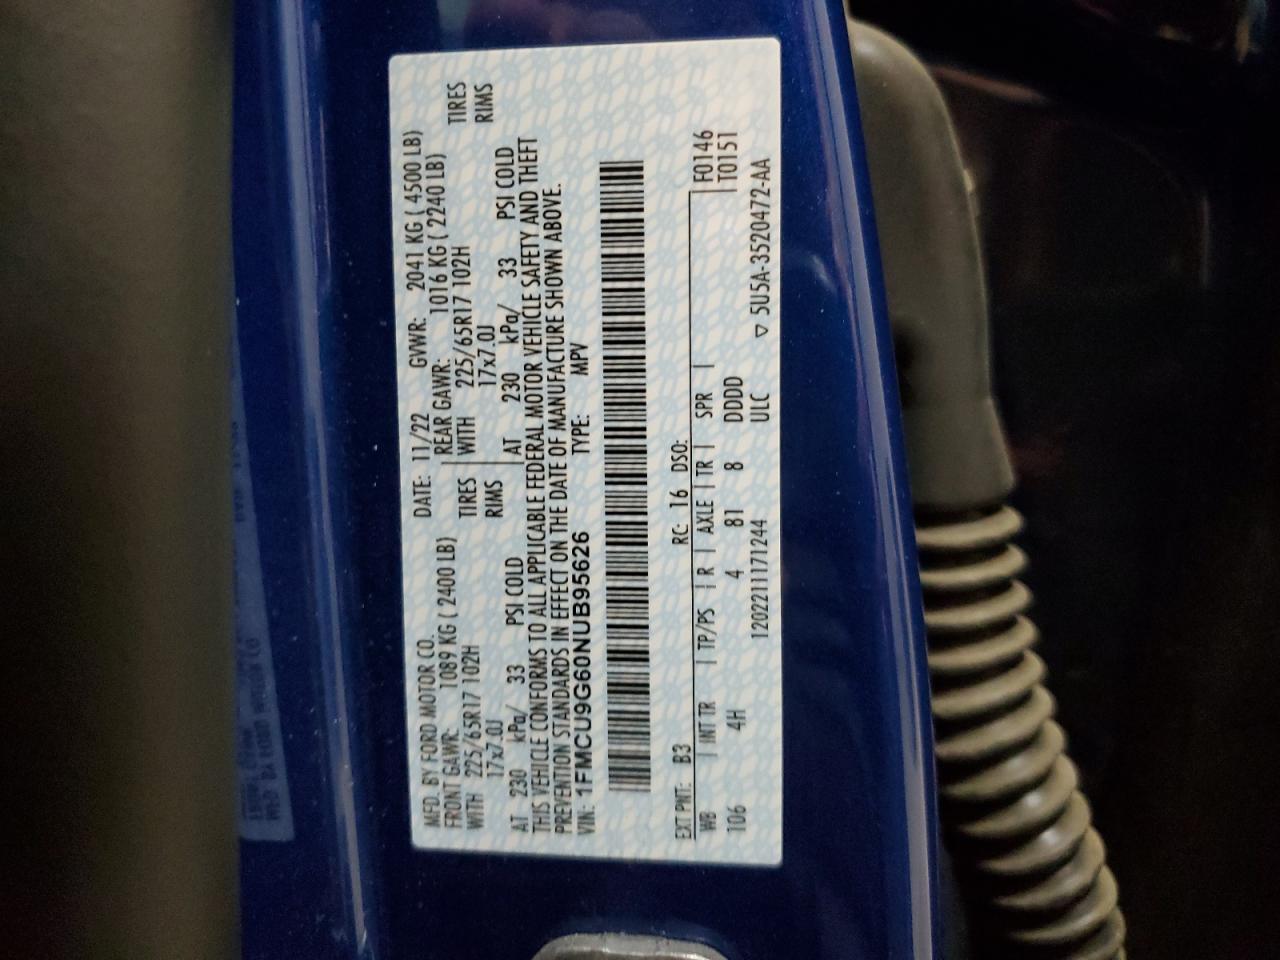 MFD. BY FORD MOTOR CO. DATE: 11/22 GVWR: 2041 KG ( 4500 LB)
FRONT GAWR: 1089 KG ( 2400 LB) REAR GAWR: 1016 KG ( 2240 LB)
WITH 225/65R17 102H TIRES WITH 225/65R17 102H TIRES
17x7.0J RIMS 17x7.0J RIMS
AT 230 kPa/ 33 PSI COLD AT 230 kPa/ 33 PSI COLD
THIS VEHICLE CONFORMS TO ALL APPLICABLE FEDERAL MOTOR VEHICLE SAFETY AND THEFT
PREVENTION STANDARDS IN EFFECT ON THE DATE OF MANUFACTURE SHOWN ABOVE.
VIN: 1FMCU9G60NUB95626 TYPE: MPV
EXT PNT: B3 RC: 16 DSO: F0146
WB | INT TR | TP/PS | R | AXLE | TR | SPR | T0151
106 4H 4 81 8 DDDD
120221117​1244 ULC ▽ 5U5A-3520472-AA